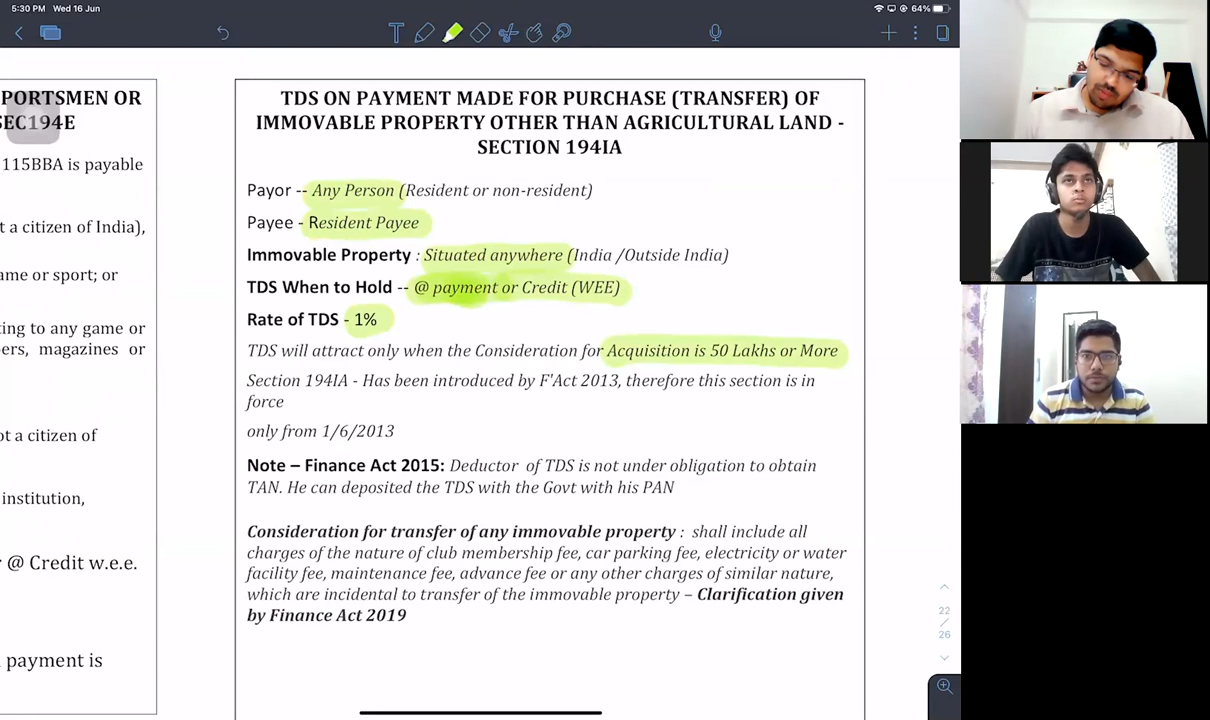 5:30 PM Wed 16 Jun
64%
PORTSMEN OR
SEC194E
115BBA is payable
t a citizen of India),
ame or sport; or
ting to any game or
pers, magazines or
ot a citizen of
institution,
@ Credit w.e.e.
payment is
TDS ON PAYMENT MADE FOR PURCHASE (TRANSFER) OF
IMMOVABLE PROPERTY OTHER THAN AGRICULTURAL LAND -
SECTION 194IA
Payor -- Any Person (Resident or non-resident)
Payee - Resident Payee
Immovable Property : Situated anywhere (India /Outside India)
TDS When to Hold -- @ payment or Credit (WEE)
Rate of TDS - 1%
TDS will attract only when the Consideration for Acquisition is 50 Lakhs or More
Section 194IA - Has been introduced by F'Act 2013, therefore this section is in
force
only from 1/6/2013
Note – Finance Act 2015: Deductor of TDS is not under obligation to obtain
TAN. He can deposited the TDS with the Govt with his PAN
Consideration for transfer of any immovable property : shall include all
charges of the nature of club membership fee, car parking fee, electricity or water
facility fee, maintenance fee, advance fee or any other charges of similar nature,
which are incidental to transfer of the immovable property – Clarification given
by Finance Act 2019
22
/
26